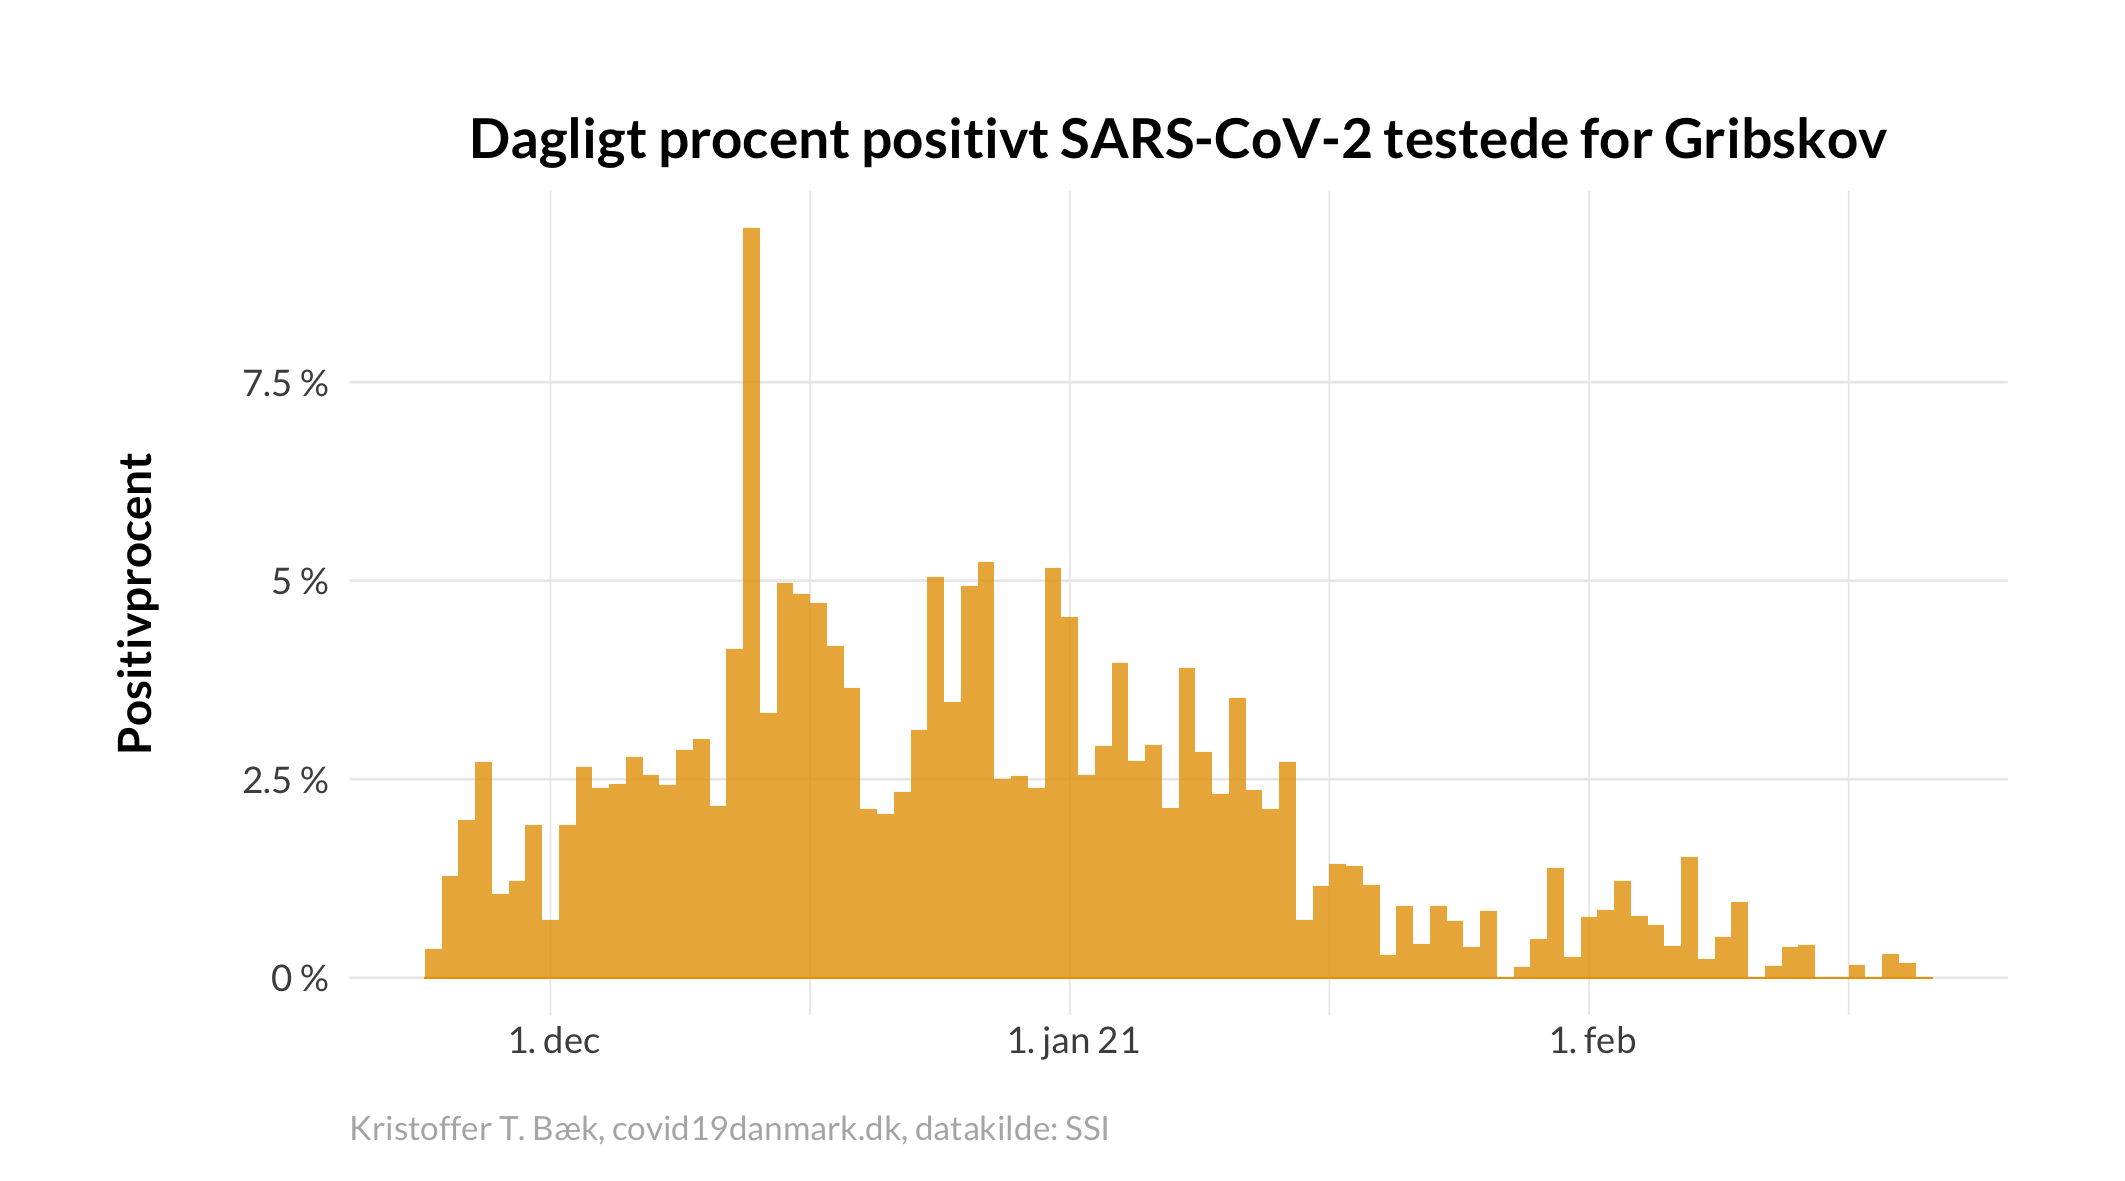 Dagligt procent positivt SARS-CoV-2 testede for Gribskov
Positivprocent
7.5 %
5 %
2.5 %
0 %
1. dec
1. jan 21
1. feb
Kristoffer T. Bæk, covid19danmark.dk, datakilde: SSI